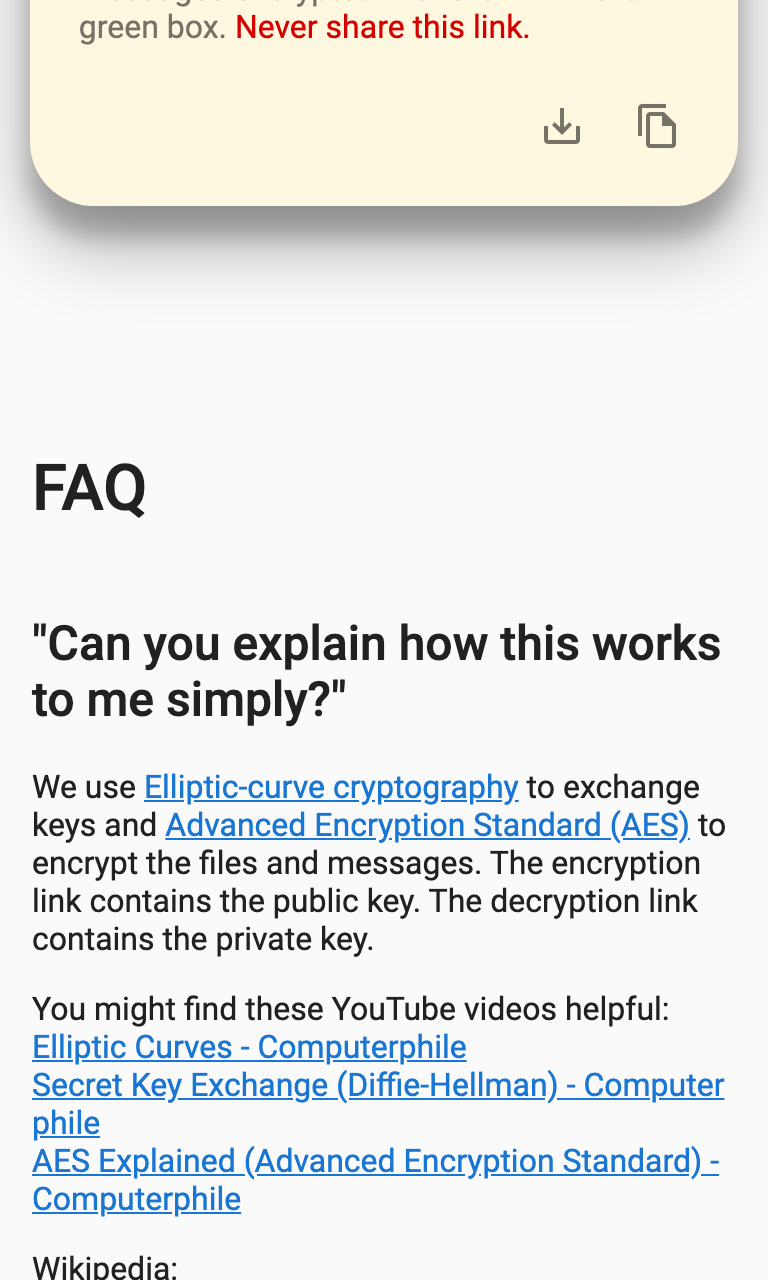 green box. Never share this link.
FAQ
"Can you explain how this works
to me simply?"
We use Elliptic-curve cryptography to exchange
keys and Advanced Encryption Standard (AES) to
encrypt the files and messages. The encryption
link contains the public key. The decryption link
contains the private key.
You might find these YouTube videos helpful:
Elliptic Curves - Computerphile
Secret Key Exchange (Diffie-Hellman) - Computer
phile
AES Explained (Advanced Encryption Standard) -
Computerphile
Wikipedia: